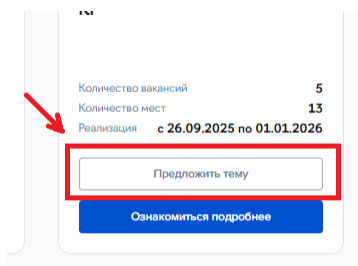 Количество вакансий 5
Количество мест 13
Реализация с 26.09.2025 по 01.01.2026
Предложить тему
Ознакомиться подробнее